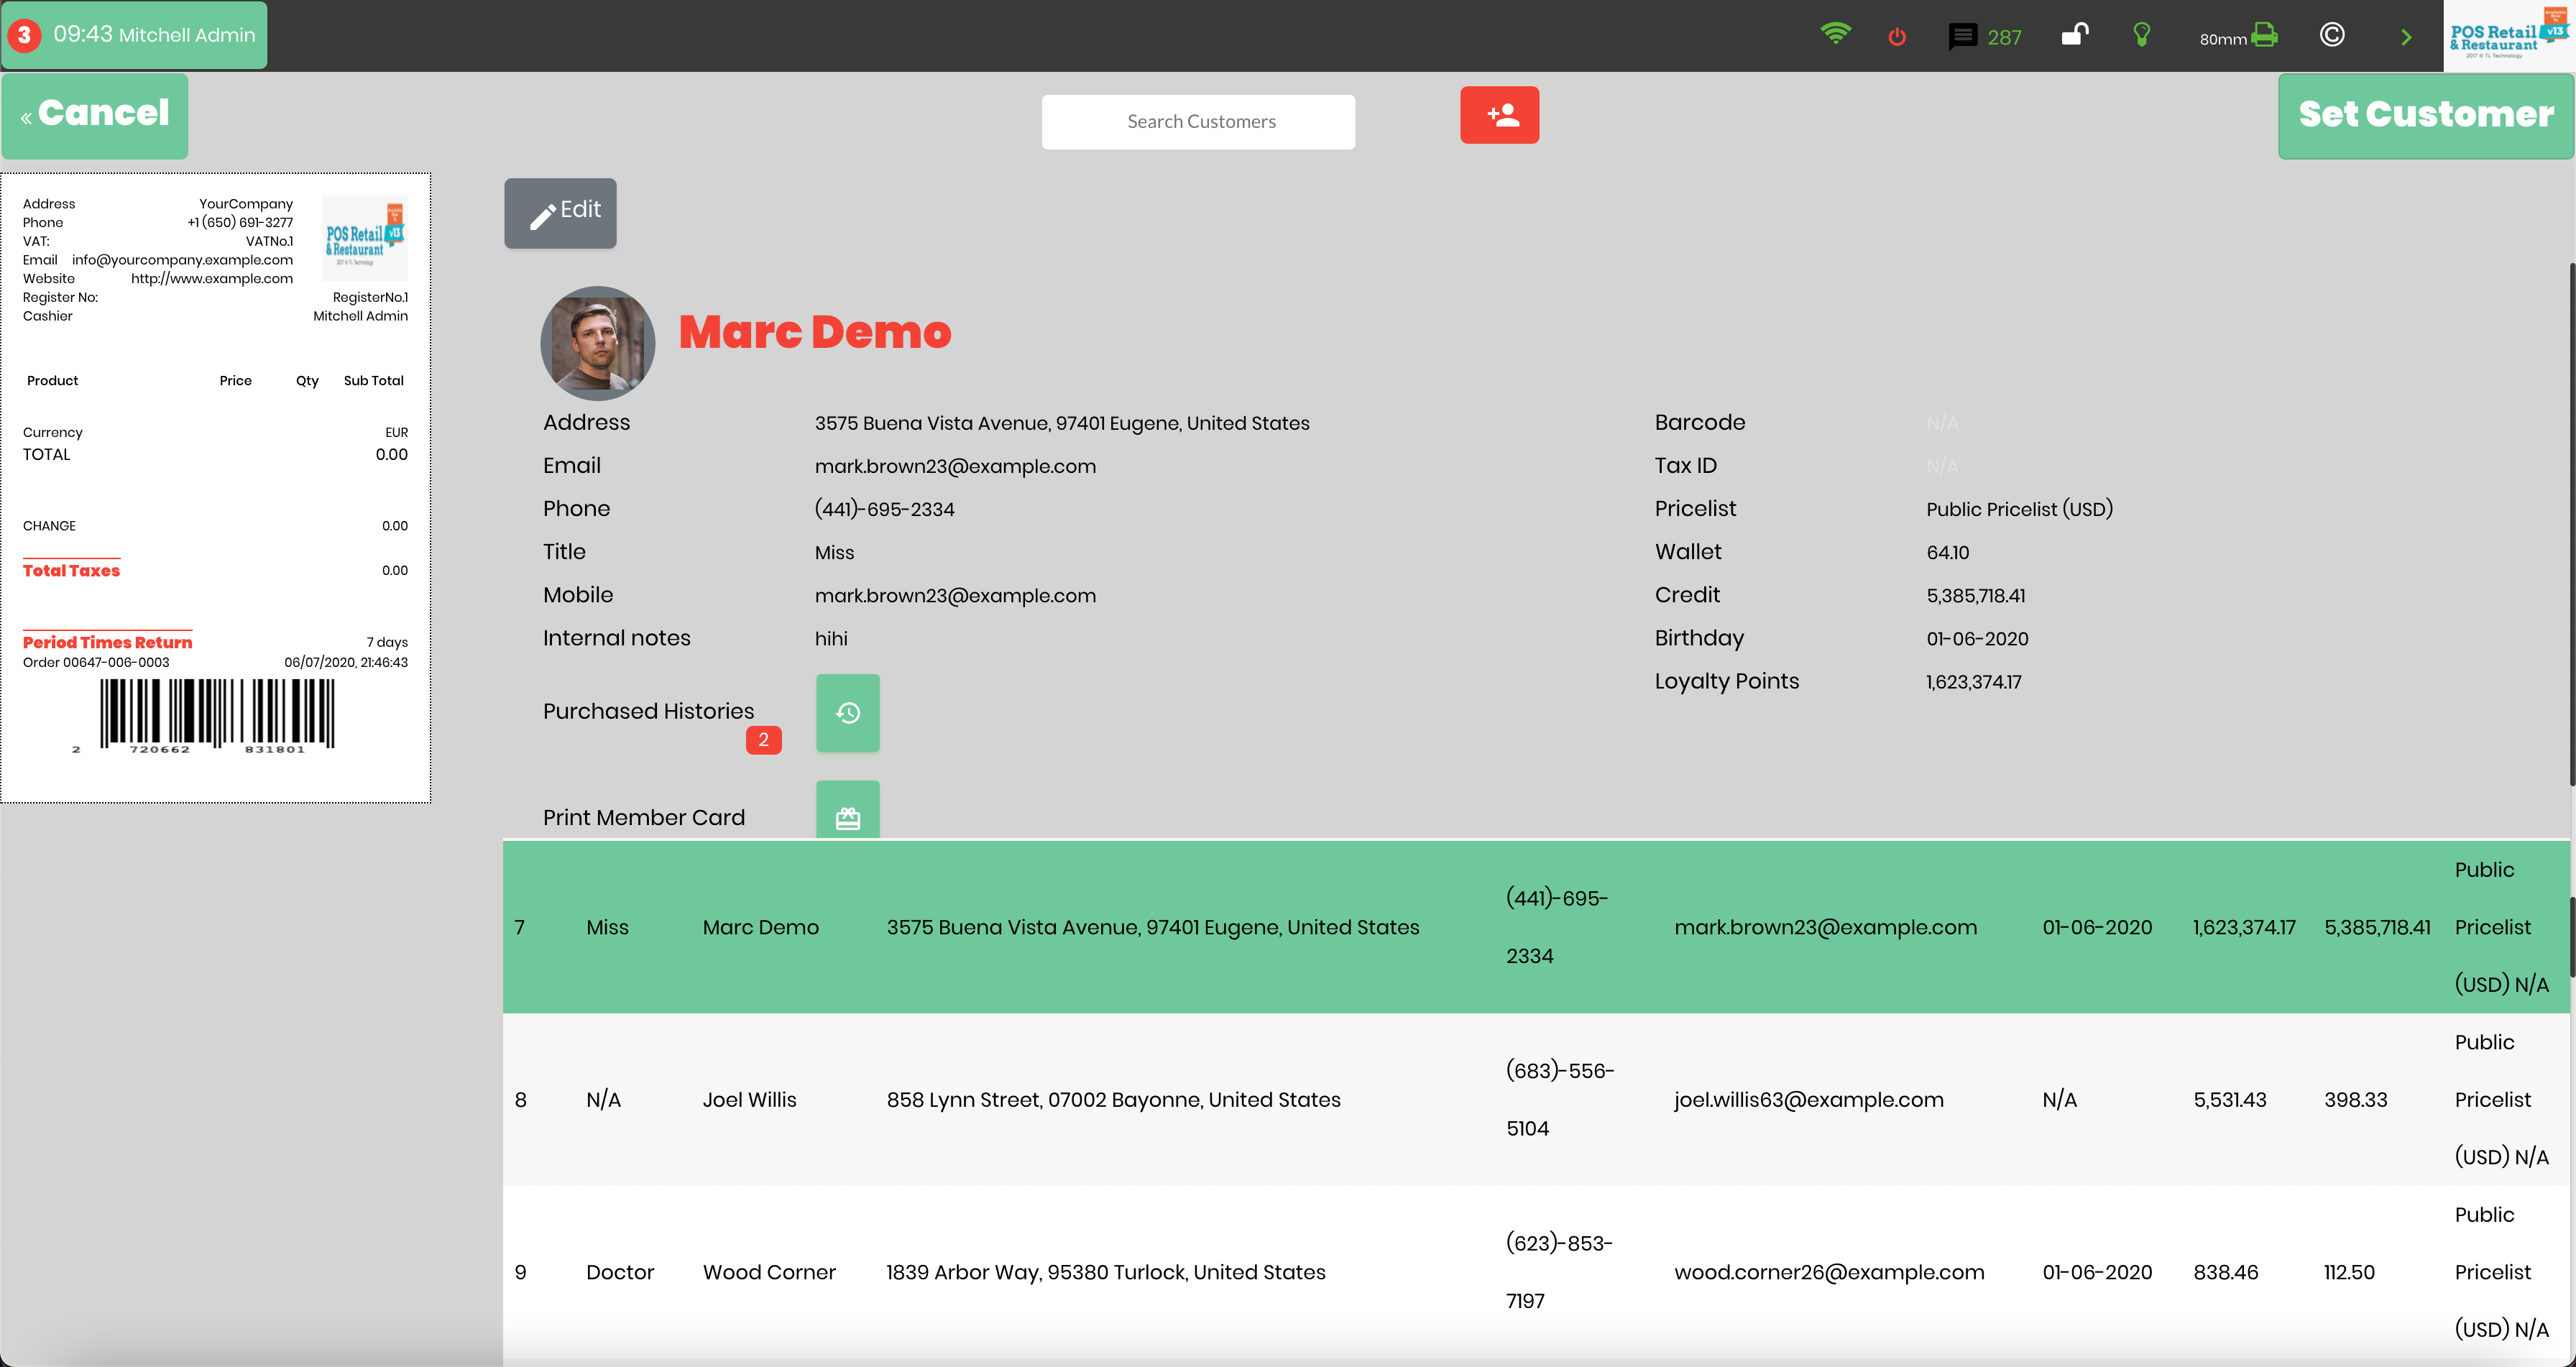 3 09:43 Mitchell Admin
287
80mm
POS Retail v13
& Restaurant
2017 © TL Technology
« Cancel
Search Customers
Set Customer
Address YourCompany
Phone +1 (650) 691-3277
VAT: VATNo.1
Email info@yourcompany.example.com
Website http://www.example.com
Register No: RegisterNo.1
Cashier Mitchell Admin
POS Retail v13
& Restaurant
2017 © TL Technology
Product Price Qty Sub Total
Currency EUR
TOTAL 0.00
CHANGE 0.00
Total Taxes 0.00
Period Times Return 7 days
Order 00647-006-0003 06/07/2020, 21:46:43
2 720662 831801
Edit
Marc Demo
Address 3575 Buena Vista Avenue, 97401 Eugene, United States
Email mark.brown23@example.com
Phone (441)-695-2334
Title Miss
Mobile mark.brown23@example.com
Internal notes hihi
Purchased Histories
2
Print Member Card
Barcode N/A
Tax ID N/A
Pricelist Public Pricelist (USD)
Wallet 64.10
Credit 5,385,718.41
Birthday 01-06-2020
Loyalty Points 1,623,374.17
7 Miss Marc Demo 3575 Buena Vista Avenue, 97401 Eugene, United States (441)-695-2334 mark.brown23@example.com 01-06-2020 1,623,374.17 5,385,718.41 Public Pricelist (USD) N/A
8 N/A Joel Willis 858 Lynn Street, 07002 Bayonne, United States (683)-556-5104 joel.willis63@example.com N/A 5,531.43 398.33 Public Pricelist (USD) N/A
9 Doctor Wood Corner 1839 Arbor Way, 95380 Turlock, United States (623)-853-7197 wood.corner26@example.com 01-06-2020 838.46 112.50 Public Pricelist (USD) N/A